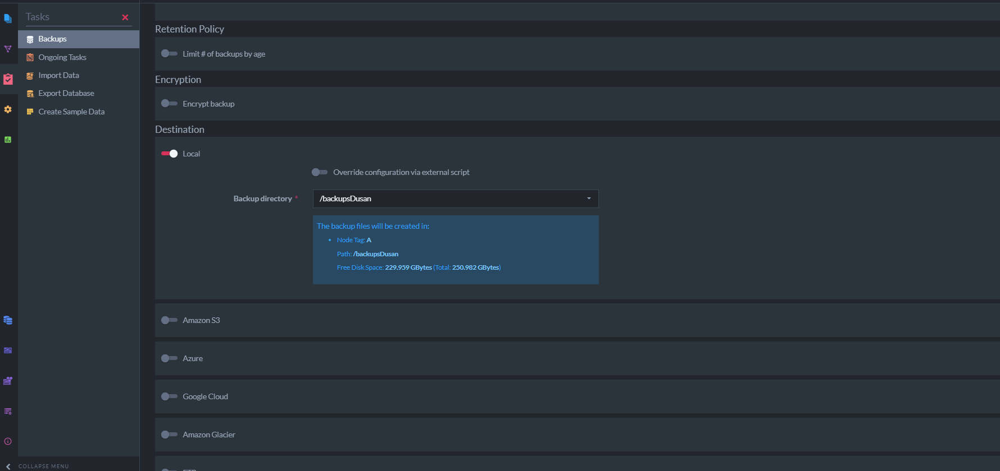 Tasks
Backups
Ongoing Tasks
Import Data
Export Database
Create Sample Data
COLLAPSE MENU
Retention Policy
Limit # of backups by age
Encryption
Encrypt backup
Destination
Local
Override configuration via external script
Backup directory *
/backupsDusan
The backup files will be created in:
• Node Tag: A
Path: /backupsDusan
Free Disk Space: 229.959 GBytes (Total: 250.982 GBytes)
Amazon S3
Azure
Google Cloud
Amazon Glacier